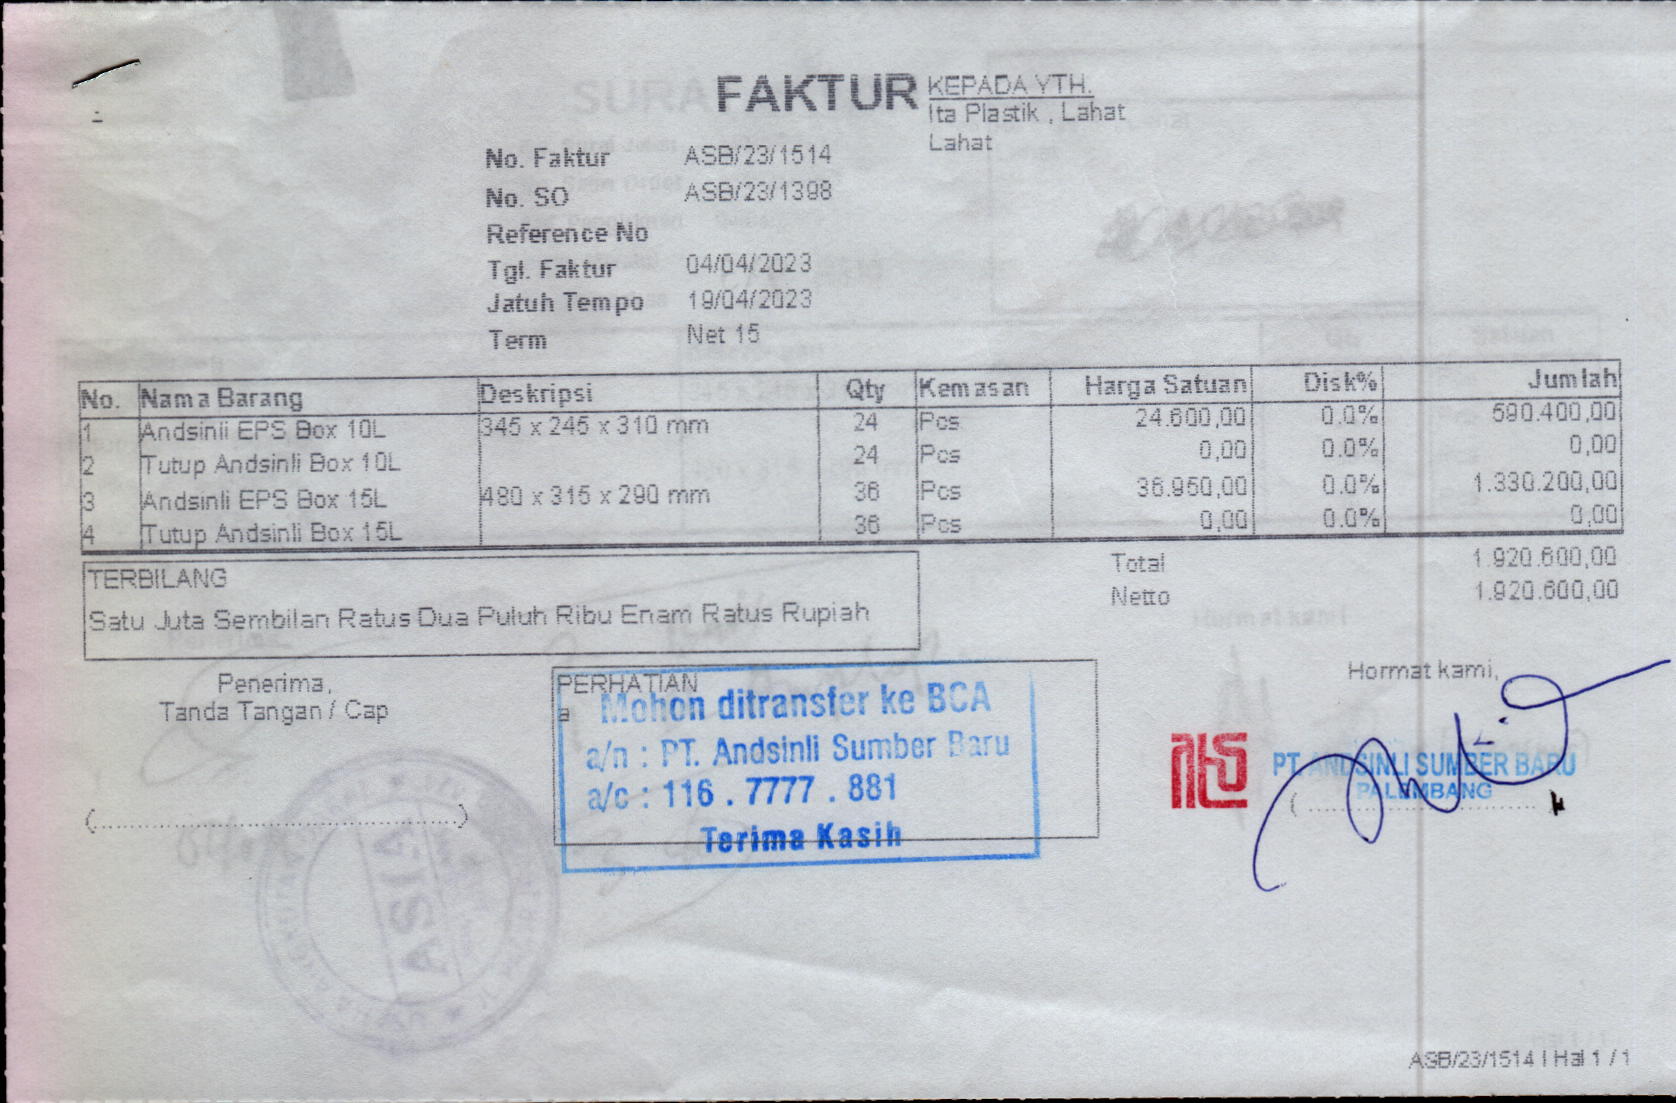 FAKTUR
KEPADA YTH.
Ita Plastik , Lahat
Lahat
No. Faktur ASB/23/1514
No. SO ASB/23/1398
Reference No
Tgl. Faktur 04/04/2023
Jatuh Tempo 19/04/2023
Term Net 15
No. Nama Barang Deskripsi Qty Kemasan Harga Satuan Disk% Jumlah
1 Andsinli EPS Box 10L 345 x 245 x 310 mm 24 Pcs 24.600,00 0.0% 590.400,00
2 Tutup Andsinli Box 10L 24 Pcs 0,00 0.0% 0,00
3 Andsinli EPS Box 15L 480 x 315 x 290 mm 36 Pcs 36.950,00 0.0% 1.330.200,00
4 Tutup Andsinli Box 15L 36 Pcs 0,00 0.0% 0,00
Total 1.920.600,00
Netto 1.920.600,00
TERBILANG
Satu Juta Sembilan Ratus Dua Puluh Ribu Enam Ratus Rupiah
Penerima,
Tanda Tangan / Cap
(..................................................)
PERHATIAN
a
Mohon ditransfer ke BCA
a/n : PT. Andsinli Sumber Baru
a/c : 116 . 7777 . 881
Terima Kasih
Hormat kami,
PT. ANDSINLI SUMBER BARU
PALEMBANG
ASB/23/1514 | Hal 1 / 1